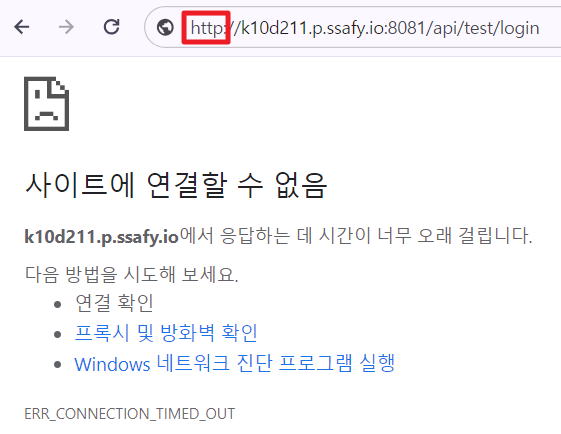 http://k10d211.p.ssafy.io:8081/api/test/login
사이트에 연결할 수 없음
k10d211.p.ssafy.io에서 응답하는 데 시간이 너무 오래 걸립니다.
다음 방법을 시도해 보세요.
• 연결 확인
• 프록시 및 방화벽 확인
• Windows 네트워크 진단 프로그램 실행
ERR_CONNECTION_TIMED_OUT